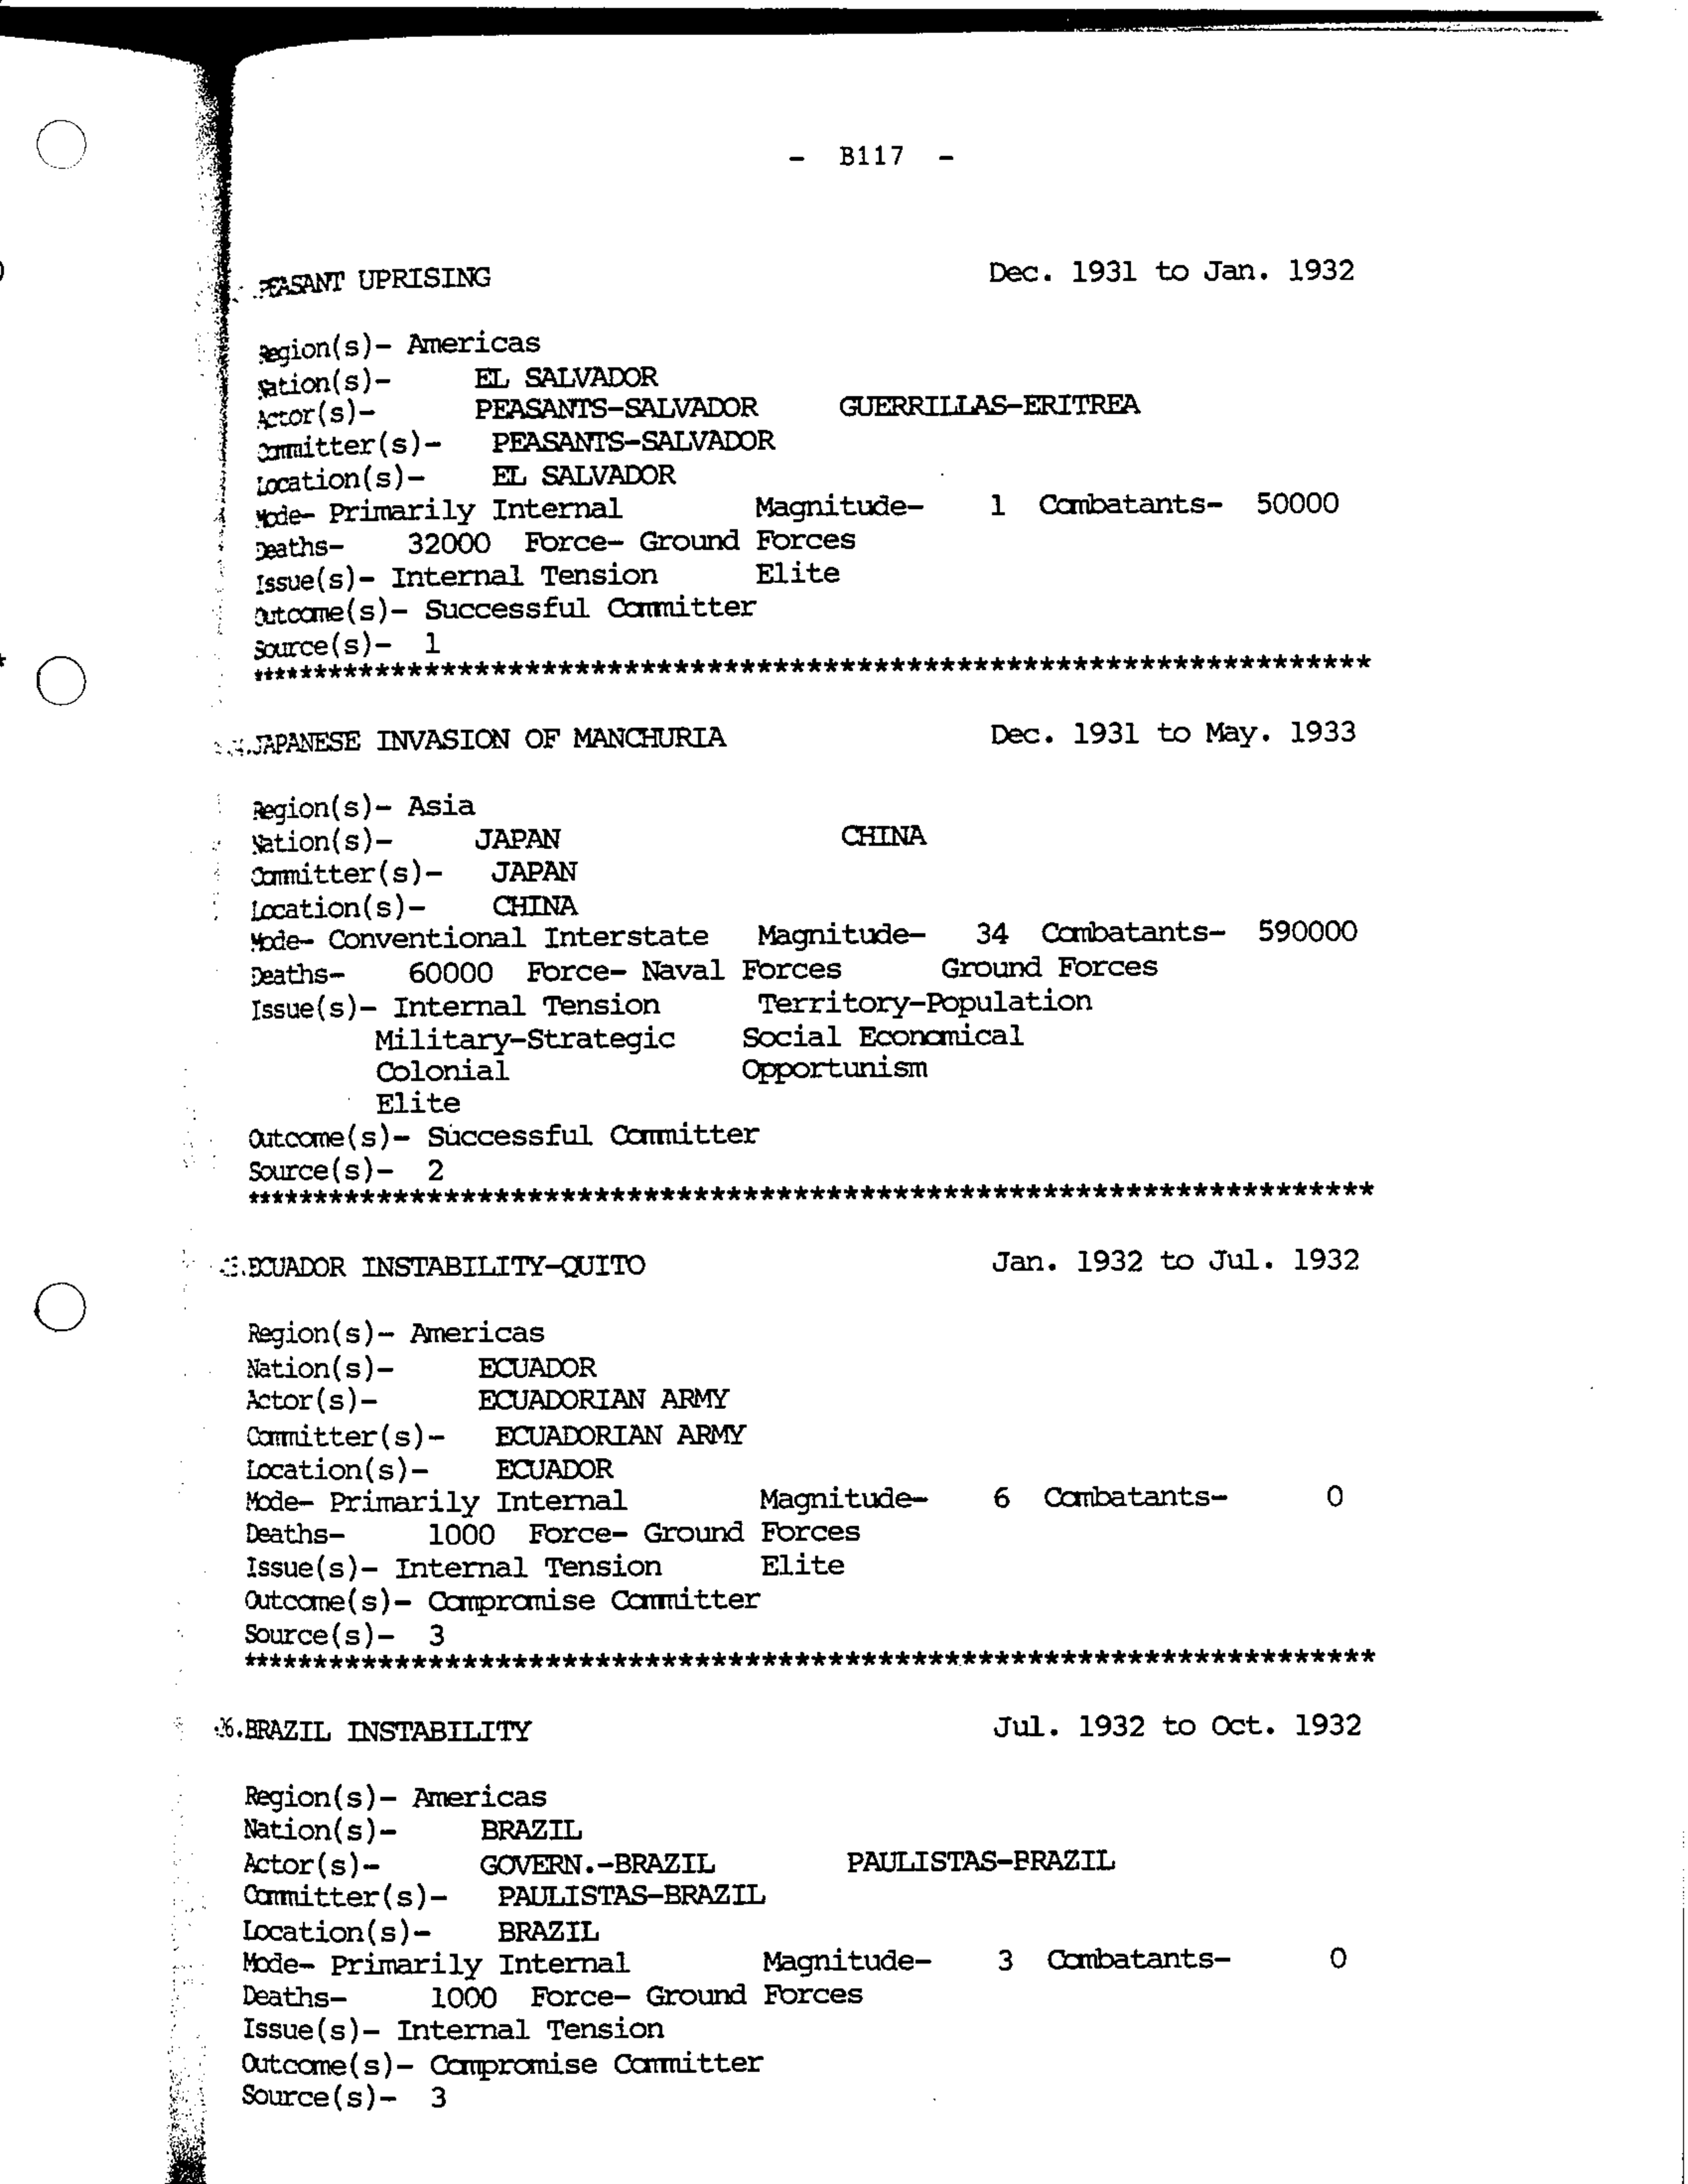 - B117 -
PEASANT UPRISING Dec. 1931 to Jan. 1932
Region(s)- Americas
Nation(s)- EL SALVADOR
Actor(s)- PEASANTS-SALVADOR GUERRILLAS-ERITREA
Committer(s)- PEASANTS-SALVADOR
Location(s)- EL SALVADOR
Mode- Primarily Internal Magnitude- 1 Combatants- 50000
Deaths- 32000 Force- Ground Forces
Issue(s)- Internal Tension Elite
Outcome(s)- Successful Committer
Source(s)- 1
********************************************************************
JAPANESE INVASION OF MANCHURIA Dec. 1931 to May. 1933
Region(s)- Asia
Nation(s)- JAPAN CHINA
Committer(s)- JAPAN
Location(s)- CHINA
Mode- Conventional Interstate Magnitude- 34 Combatants- 590000
Deaths- 60000 Force- Naval Forces Ground Forces
Issue(s)- Internal Tension Territory-Population
Military-Strategic Social Economical
Colonial Opportunism
Elite
Outcome(s)- Successful Committer
Source(s)- 2
********************************************************************
ECUADOR INSTABILITY-QUITO Jan. 1932 to Jul. 1932
Region(s)- Americas
Nation(s)- ECUADOR
Actor(s)- ECUADORIAN ARMY
Committer(s)- ECUADORIAN ARMY
Location(s)- ECUADOR
Mode- Primarily Internal Magnitude- 6 Combatants- 0
Deaths- 1000 Force- Ground Forces
Issue(s)- Internal Tension Elite
Outcome(s)- Compromise Committer
Source(s)- 3
********************************************************************
6.BRAZIL INSTABILITY Jul. 1932 to Oct. 1932
Region(s)- Americas
Nation(s)- BRAZIL
Actor(s)- GOVERN.-BRAZIL PAULISTAS-BRAZIL
Committer(s)- PAULISTAS-BRAZIL
Location(s)- BRAZIL
Mode- Primarily Internal Magnitude- 3 Combatants- 0
Deaths- 1000 Force- Ground Forces
Issue(s)- Internal Tension
Outcome(s)- Compromise Committer
Source(s)- 3